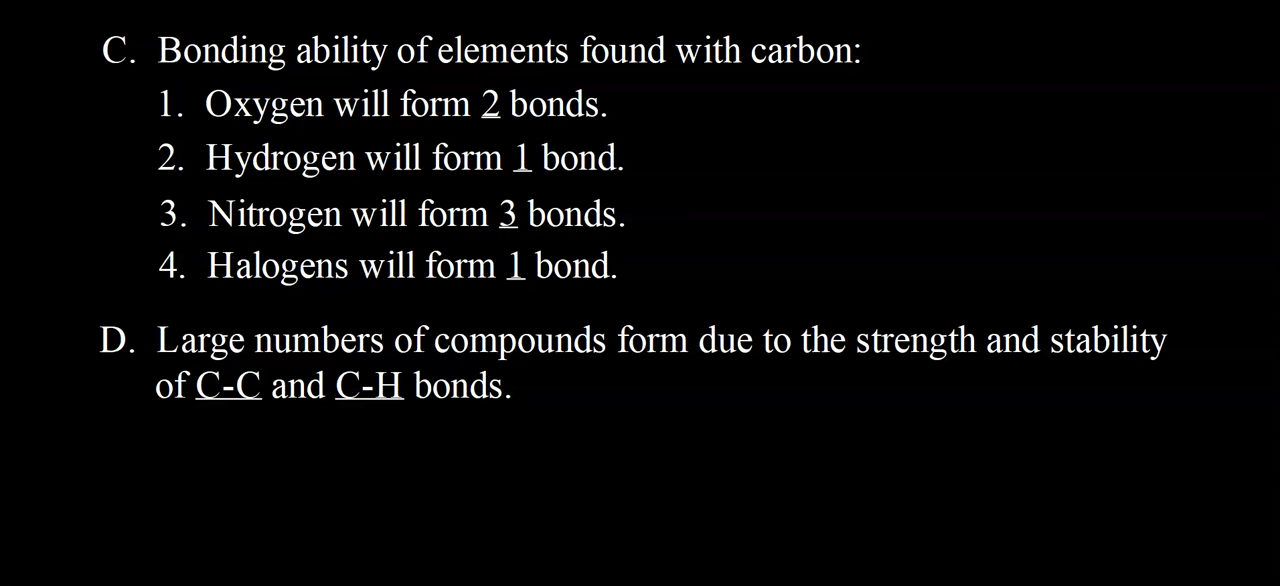 C. Bonding ability of elements found with carbon:
1. Oxygen will form 2 bonds.
2. Hydrogen will form 1 bond.
3. Nitrogen will form 3 bonds.
4. Halogens will form 1 bond.
D. Large numbers of compounds form due to the strength and stability
of C-C and C-H bonds.